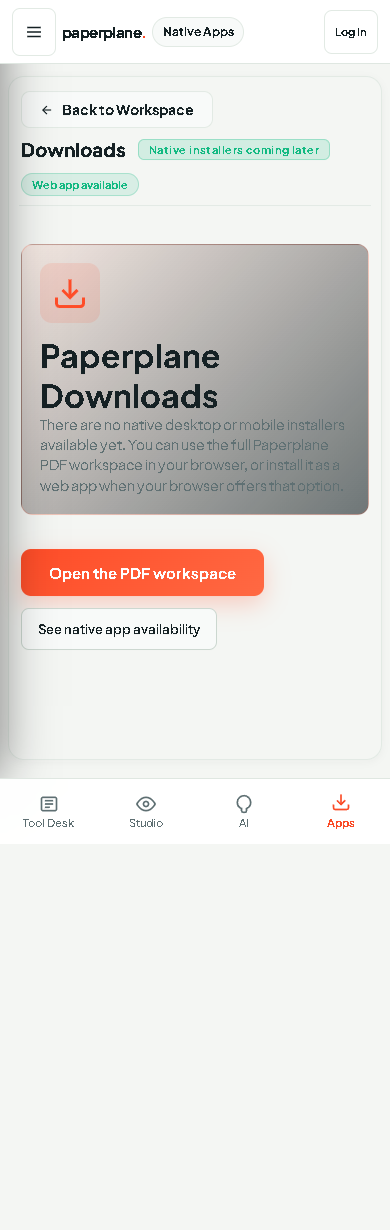 paperplane.
Native Apps
Log In
Back to Workspace
Downloads
Native installers coming later
Web app available
Paperplane
Downloads
There are no native desktop or mobile installers
available yet. You can use the full Paperplane
PDF workspace in your browser, or install it as a
web app when your browser offers that option.
Open the PDF workspace
See native app availability
Tool Desk
Studio
AI
Apps